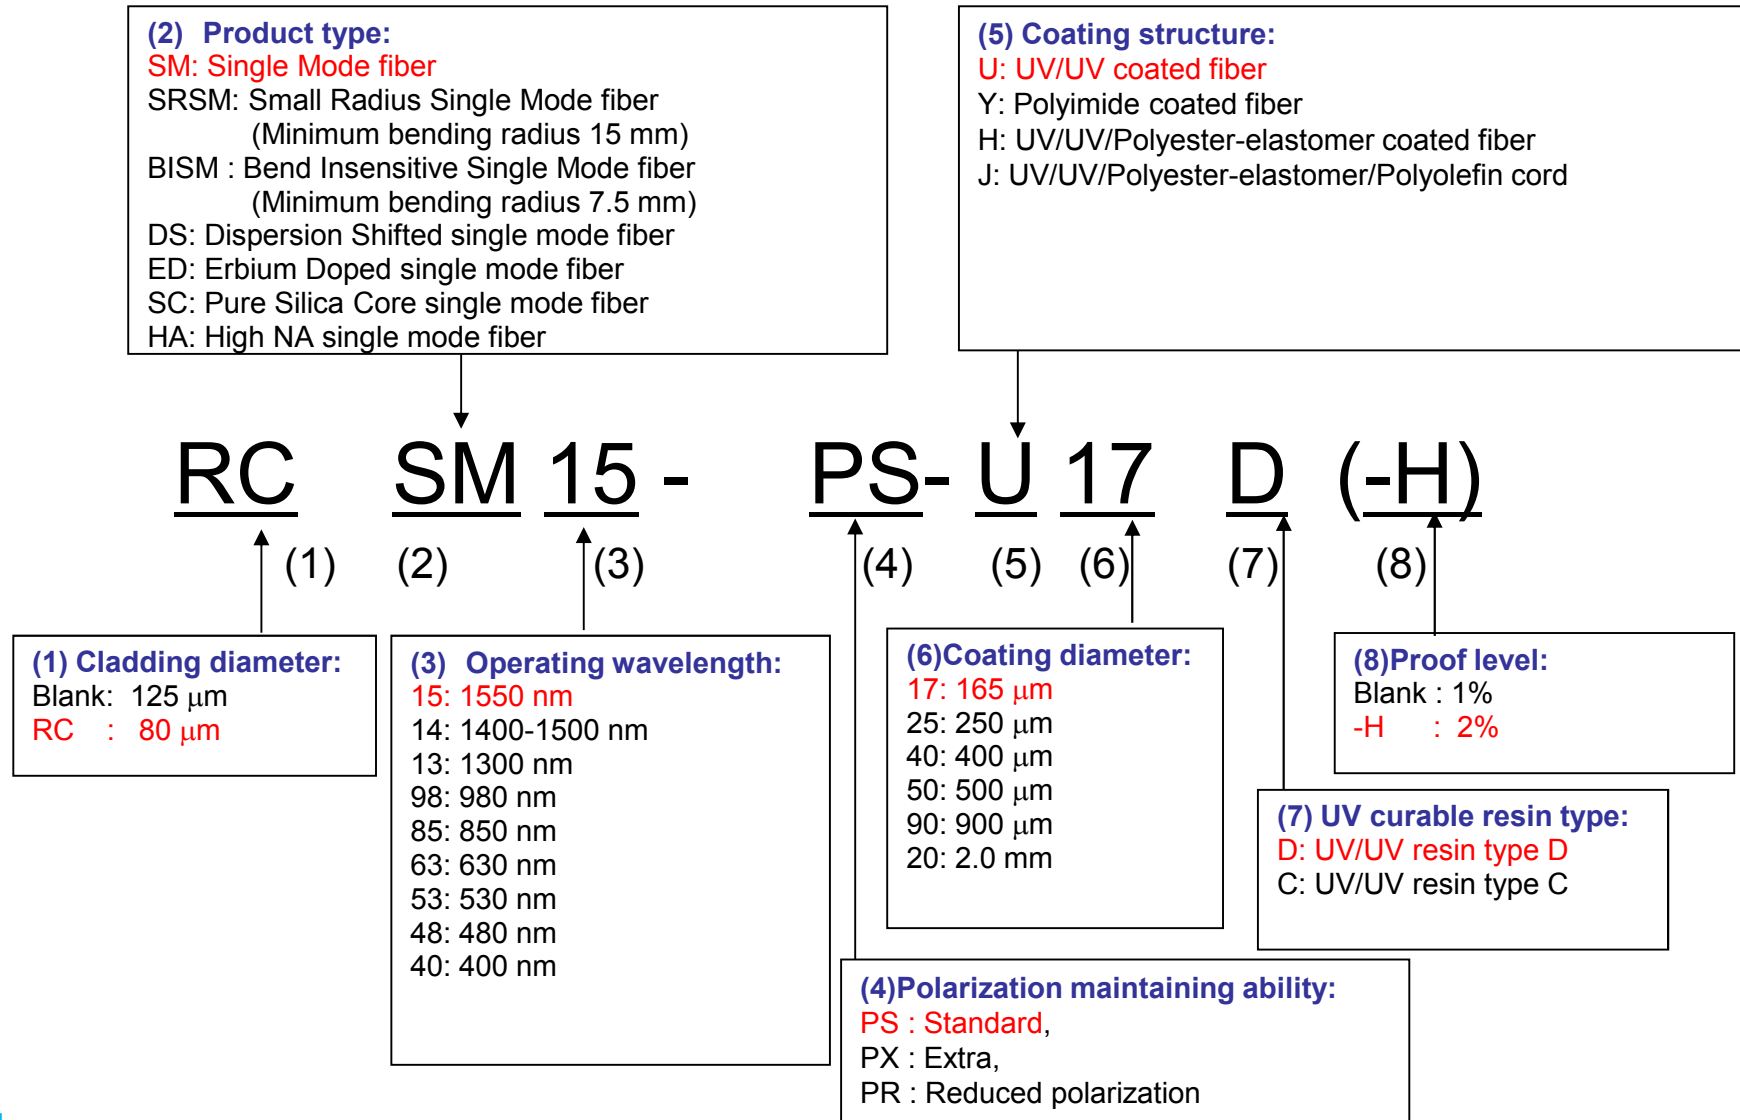 (2) Product type:
SM: Single Mode fiber
SRSM: Small Radius Single Mode fiber
(Minimum bending radius 15 mm)
BISM : Bend Insensitive Single Mode fiber
(Minimum bending radius 7.5 mm)
DS: Dispersion Shifted single mode fiber
ED: Erbium Doped single mode fiber
SC: Pure Silica Core single mode fiber
HA: High NA single mode fiber
(5) Coating structure:
U: UV/UV coated fiber
Y: Polyimide coated fiber
H: UV/UV/Polyester-elastomer coated fiber
J: UV/UV/Polyester-elastomer/Polyolefin cord
RC SM 15 - PS- U 17 D (-H)
(1) (2) (3) (4) (5) (6) (7) (8)
(1) Cladding diameter:
Blank: 125 μm
RC : 80 μm
(3) Operating wavelength:
15: 1550 nm
14: 1400-1500 nm
13: 1300 nm
98: 980 nm
85: 850 nm
63: 630 nm
53: 530 nm
48: 480 nm
40: 400 nm
(6)Coating diameter:
17: 165 μm
25: 250 μm
40: 400 μm
50: 500 μm
90: 900 μm
20: 2.0 mm
(8)Proof level:
Blank : 1%
-H : 2%
(7) UV curable resin type:
D: UV/UV resin type D
C: UV/UV resin type C
(4)Polarization maintaining ability:
PS : Standard,
PX : Extra,
PR : Reduced polarization